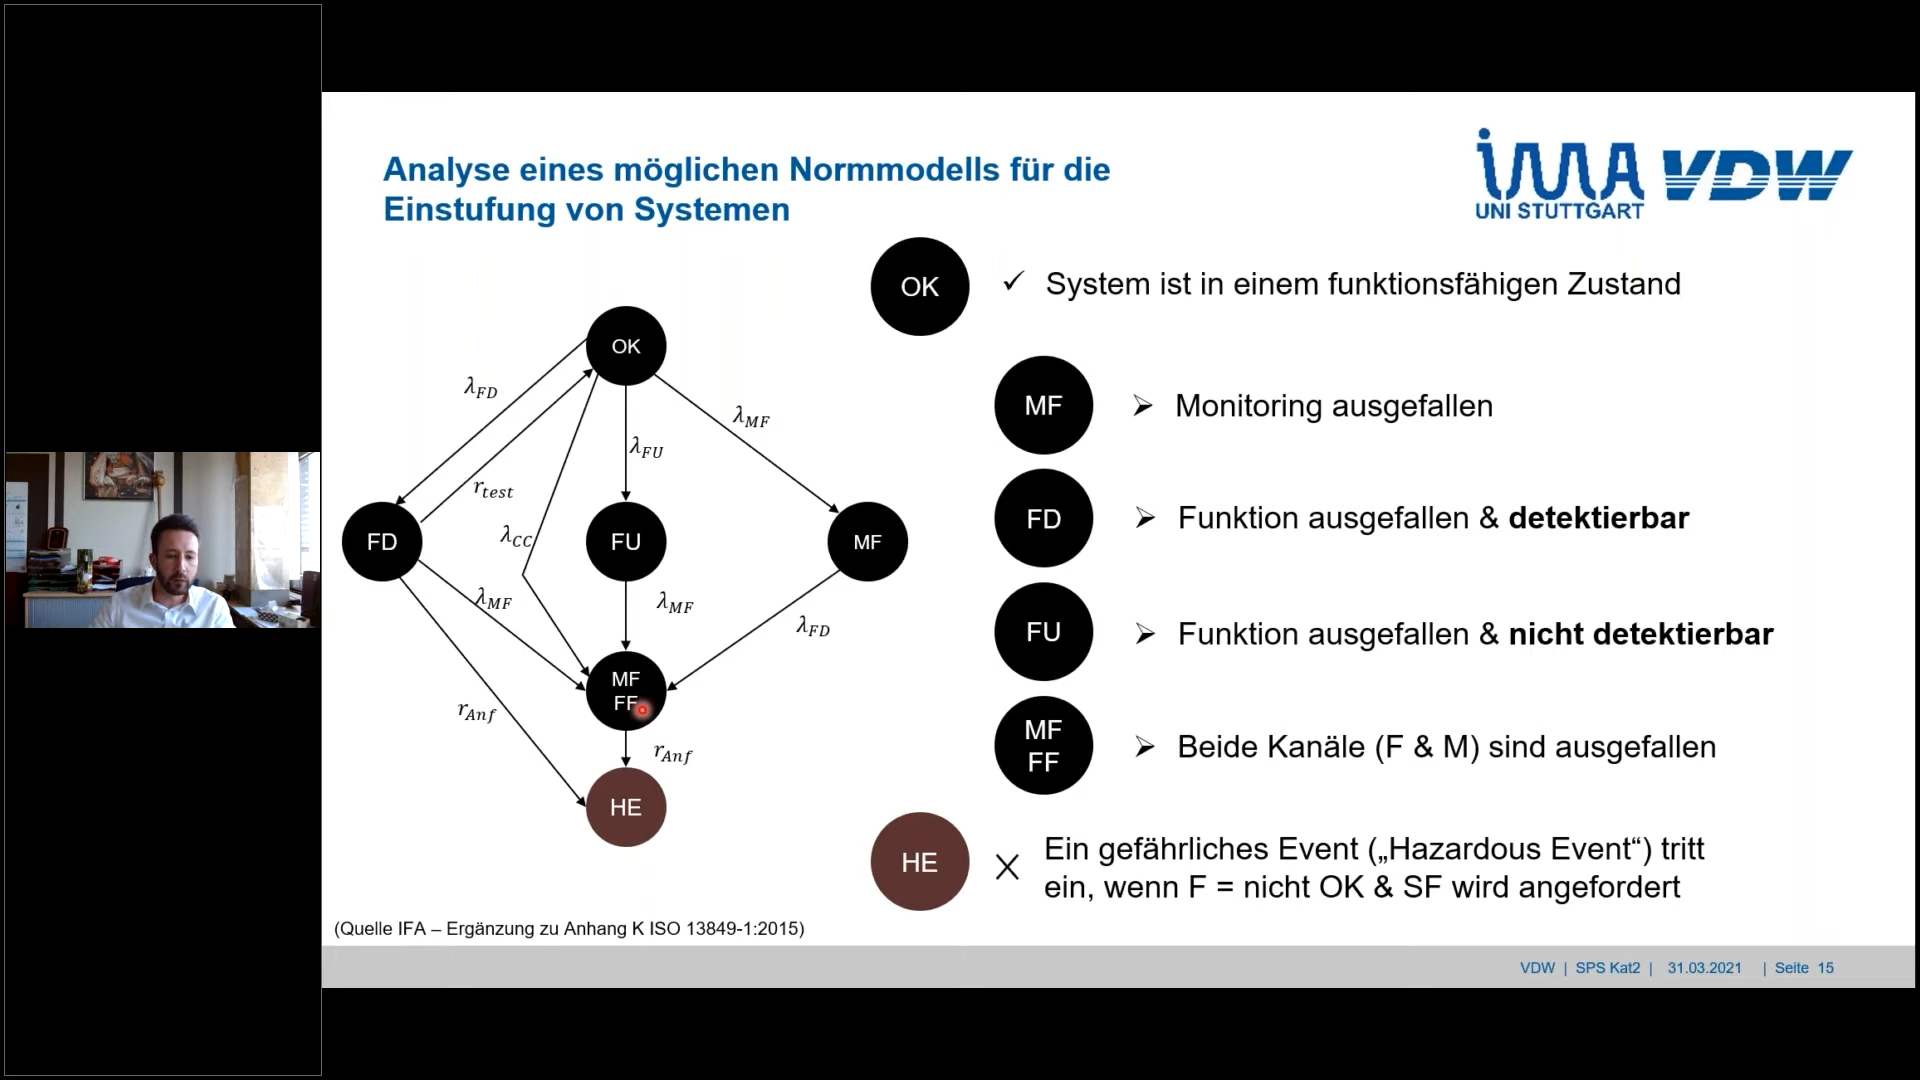 Analyse eines möglichen Normmodells für die
Einstufung von Systemen
ima
UNI STUTTGART
VDW
OK
λFD
rtest
λCC
λFU
λMF
FD
FU
MF
λMF
λMF
λFD
MF
FF
rAnf
rAnf
HE
OK
✓ System ist in einem funktionsfähigen Zustand
MF
➢ Monitoring ausgefallen
FD
➢ Funktion ausgefallen & detektierbar
FU
➢ Funktion ausgefallen & nicht detektierbar
MF
FF
➢ Beide Kanäle (F & M) sind ausgefallen
HE
Ein gefährliches Event („Hazardous Event“) tritt
ein, wenn F = nicht OK & SF wird angefordert
(Quelle IFA – Ergänzung zu Anhang K ISO 13849-1:2015)
VDW | SPS Kat2 | 31.03.2021 | Seite 15